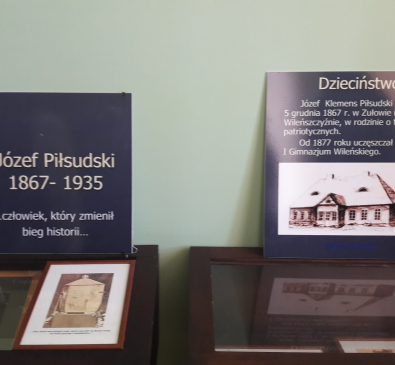 Józef Piłsudski
1867- 1935
...człowiek, który zmienił
bieg historii...
Dzieciństwo
Józef Klemens Piłsudski
5 grudnia 1867 r. w Zułowie
Wileńszczyźnie, w rodzinie o
patriotycznych.
Od 1877 roku uczęszczał
I Gimnazjum Wileńskiego.